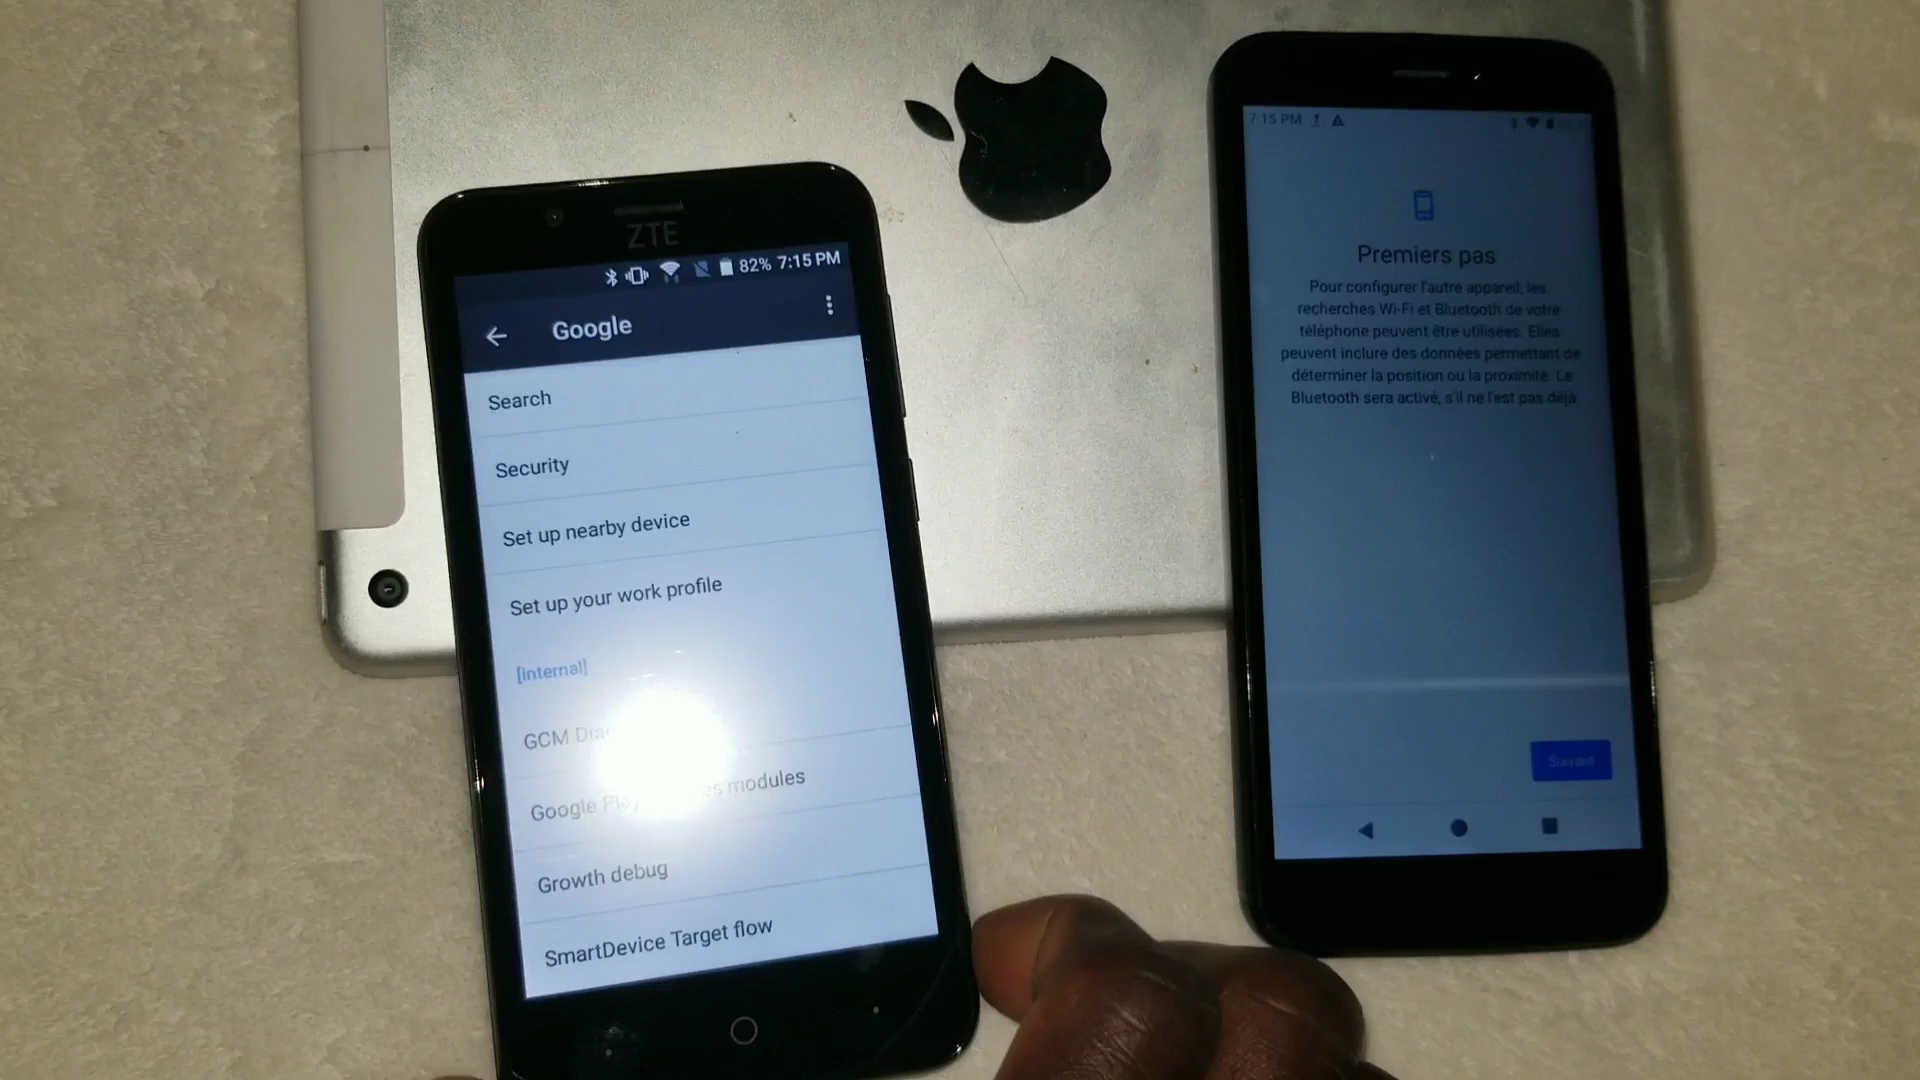 ZTE
82% 7:15 PM
Google
Search
Security
Set up nearby device
Set up your work profile
[internal]
GCM
Google modules
Growth debug
SmartDevice Target flow
7:15 PM
Premiers pas
Pour configurer l'autre appareil, les
recherches Wi-Fi et Bluetooth de votre
téléphone peuvent être utilisées. Elles
peuvent inclure des données permettant de
déterminer la position ou la proximité. Le
Bluetooth sera activé, s'il ne l'est pas déjà
Suivant